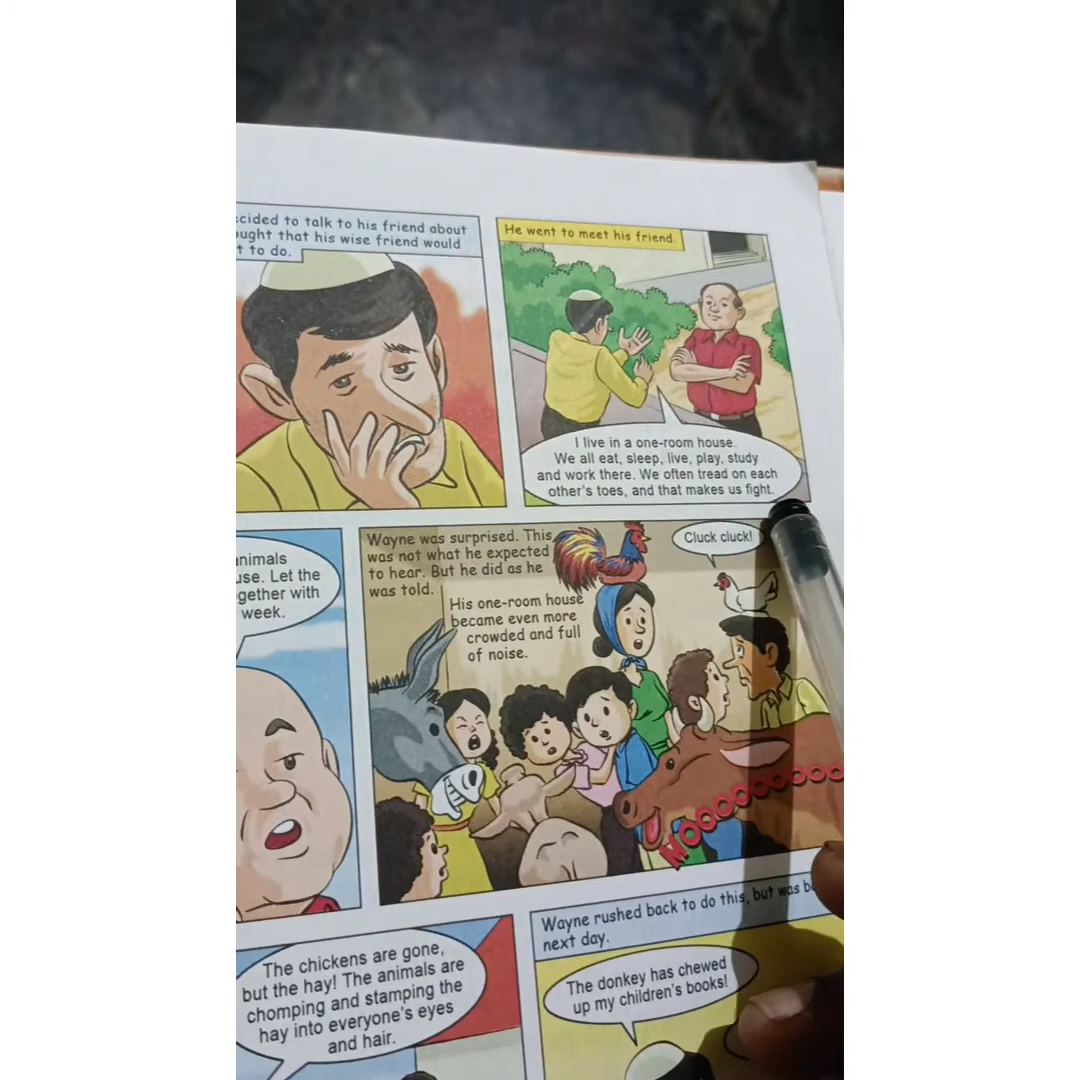 cided to talk to his friend about
ught that his wise friend would
t to do.
He went to meet his friend.
I live in a one-room house.
We all eat, sleep, live, play, study
and work there. We often tread on each
other's toes, and that makes us fight.
nimals
use. Let the
gether with
week.
Wayne was surprised. This
was not what he expected
to hear. But he did as he
was told.
His one-room house
became even more
crowded and full
of noise.
Cluck cluck!
MOOOOOOOOO
The chickens are gone,
but the hay! The animals are
chomping and stamping the
hay into everyone's eyes
and hair.
Wayne rushed back to do this, but was b
next day.
The donkey has chewed
up my children's books!